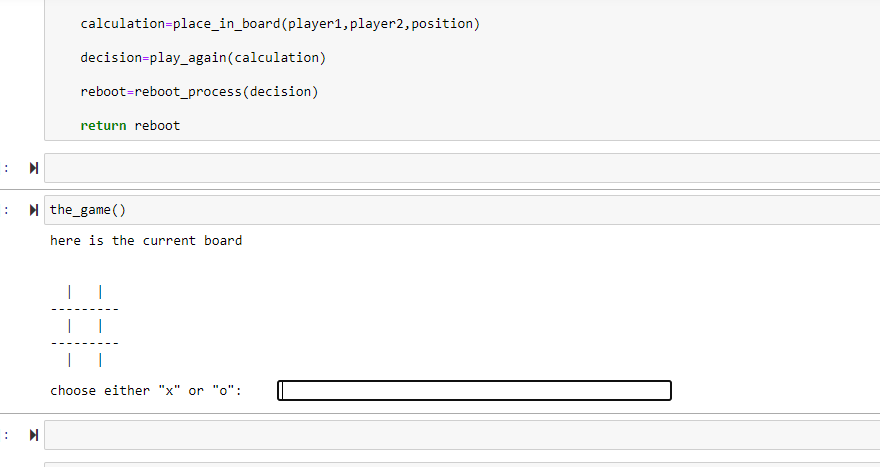 calculation=place_in_board(player1,player2,position)
decision=play_again(calculation)
reboot=reboot_process(decision)
return reboot
:
: the_game()
here is the current board
|   |
---------
|   |
---------
|   |
choose either "x" or "o":
: